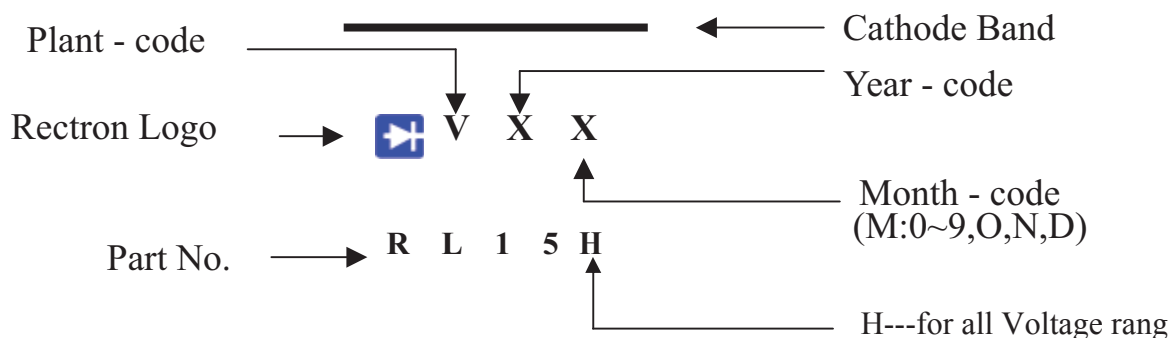 Plant - code
Cathode Band
Year - code
Rectron Logo
V X X
Month - code
(M:0~9,O,N,D)
Part No.
R L 1 5 H
H---for all Voltage rang